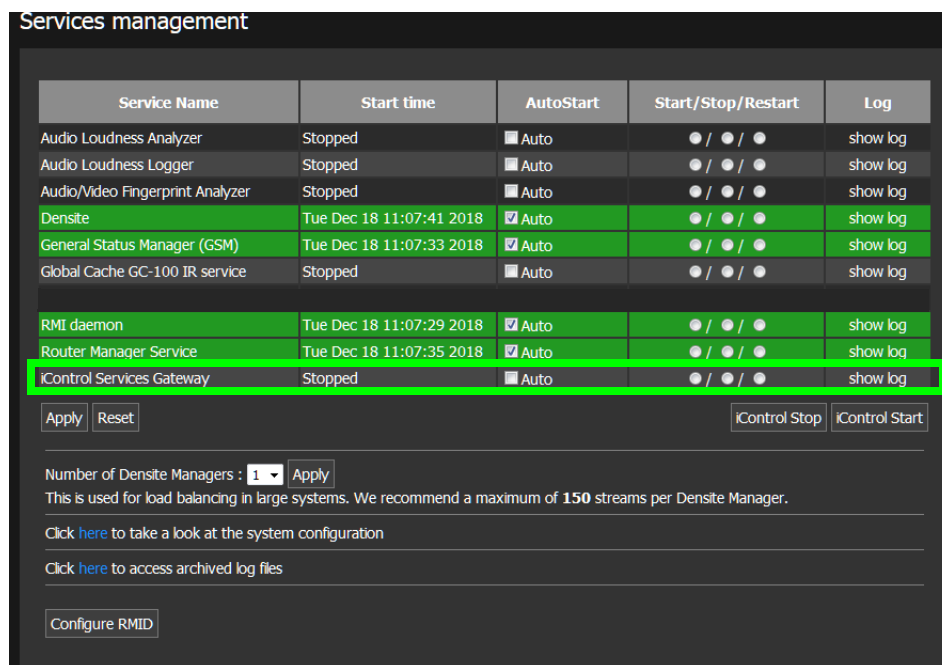 Services management
Service Name Start time AutoStart Start/Stop/Restart Log
Audio Loudness Analyzer Stopped Auto / / show log
Audio Loudness Logger Stopped Auto / / show log
Audio/Video Fingerprint Analyzer Stopped Auto / / show log
Densite Tue Dec 18 11:07:41 2018 Auto / / show log
General Status Manager (GSM) Tue Dec 18 11:07:33 2018 Auto / / show log
Global Cache GC-100 IR service Stopped Auto / / show log
RMI daemon Tue Dec 18 11:07:29 2018 Auto / / show log
Router Manager Service Tue Dec 18 11:07:35 2018 Auto / / show log
iControl Services Gateway Stopped Auto / / show log
Apply Reset iControl Stop iControl Start
Number of Densite Managers : 1 Apply
This is used for load balancing in large systems. We recommend a maximum of 150 streams per Densite Manager.
Click here to take a look at the system configuration
Click here to access archived log files
Configure RMID